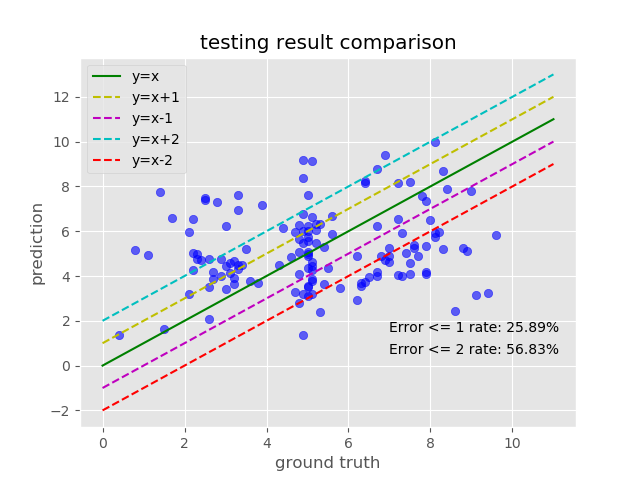 testing result comparison
y=x
y=x+1
y=x-1
y=x+2
y=x-2
12
10
8
6
4
2
0
−2
prediction
Error <= 1 rate: 25.89%
Error <= 2 rate: 56.83%
0 2 4 6 8 10
ground truth